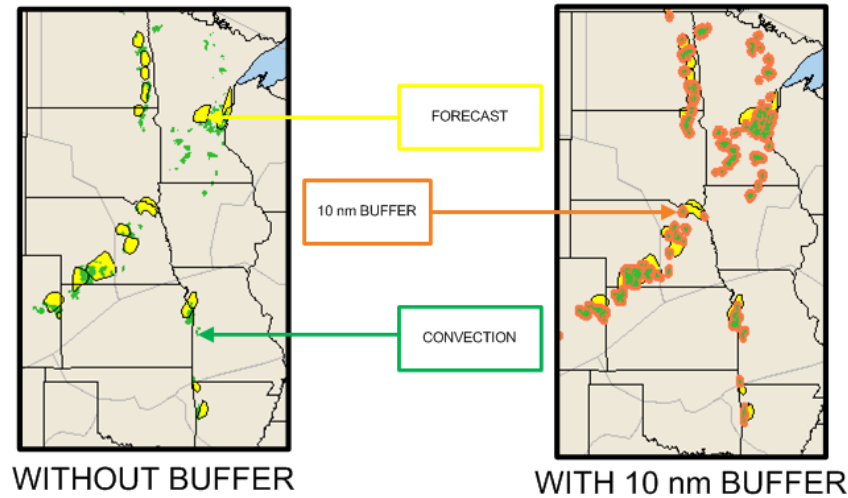 FORECAST
10 nm BUFFER
CONVECTION
WITHOUT BUFFER
WITH 10 nm BUFFER